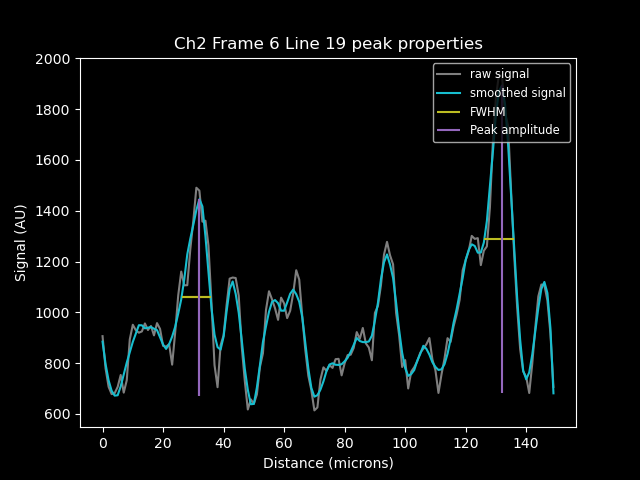 Ch2 Frame 6 Line 19 peak properties
raw signal
smoothed signal
FWHM
Peak amplitude
Signal (AU)
2000
1800
1600
1400
1200
1000
800
600
0 20 40 60 80 100 120 140
Distance (microns)